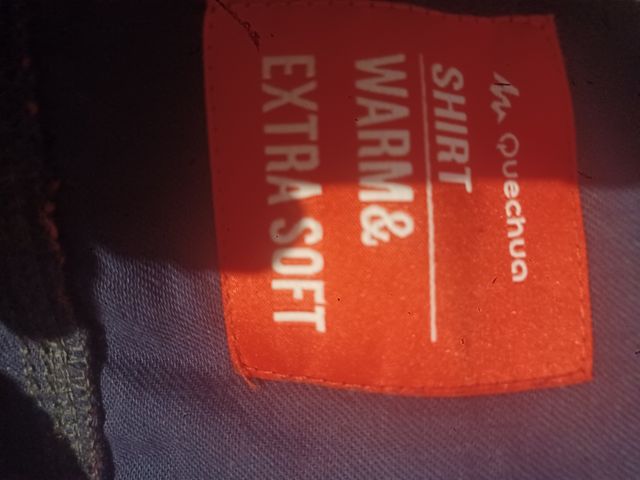 Quechua
SHIRT
WARM&
EXTRA SOFT